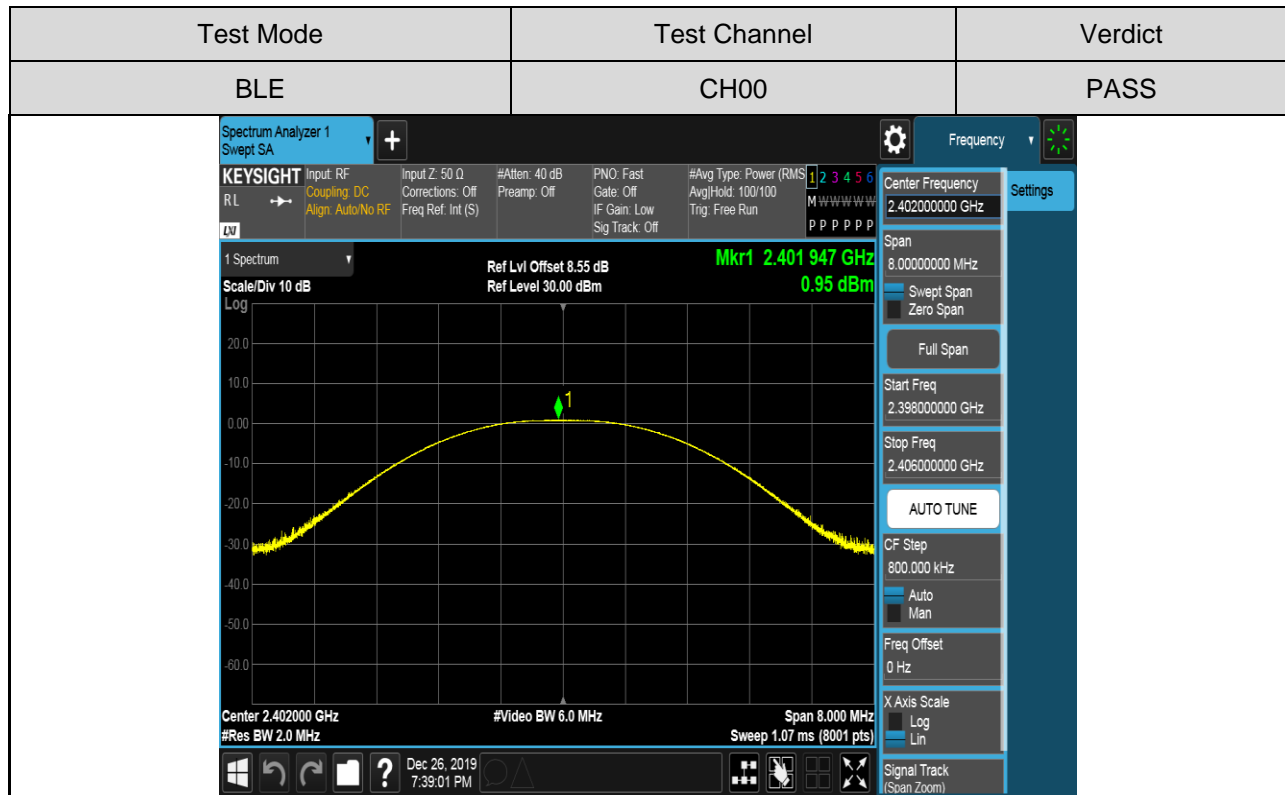 Test Mode Test Channel Verdict
BLE CH00 PASS
Spectrum Analyzer 1
Swept SA
+
Frequency
KEYSIGHT Input: RF Input Z: 50 Ω #Atten: 40 dB PNO: Fast #Avg Type: Power (RMS 1 2 3 4 5 6
RL Coupling: DC Corrections: Off Preamp: Off Gate: Off Avg|Hold: 100/100 M W W W W W
Align: Auto/No RF Freq Ref: Int (S) IF Gain: Low Trig: Free Run
LXI Sig Track: Off P P P P P P
1 Spectrum Ref Lvl Offset 8.55 dB Mkr1 2.401 947 GHz
Scale/Div 10 dB Ref Level 30.00 dBm 0.95 dBm
Log
20.0
10.0
1
0.00
-10.0
-20.0
-30.0
-40.0
-50.0
-60.0
Center 2.402000 GHz #Video BW 6.0 MHz Span 8.000 MHz
#Res BW 2.0 MHz Sweep 1.07 ms (8001 pts)
? Dec 26, 2019
7:39:01 PM
Center Frequency
2.402000000 GHz
Settings
Span
8.00000000 MHz
Swept Span
Zero Span
Full Span
Start Freq
2.398000000 GHz
Stop Freq
2.406000000 GHz
AUTO TUNE
CF Step
800.000 kHz
Auto
Man
Freq Offset
0 Hz
X Axis Scale
Log
Lin
Signal Track
(Span Zoom)